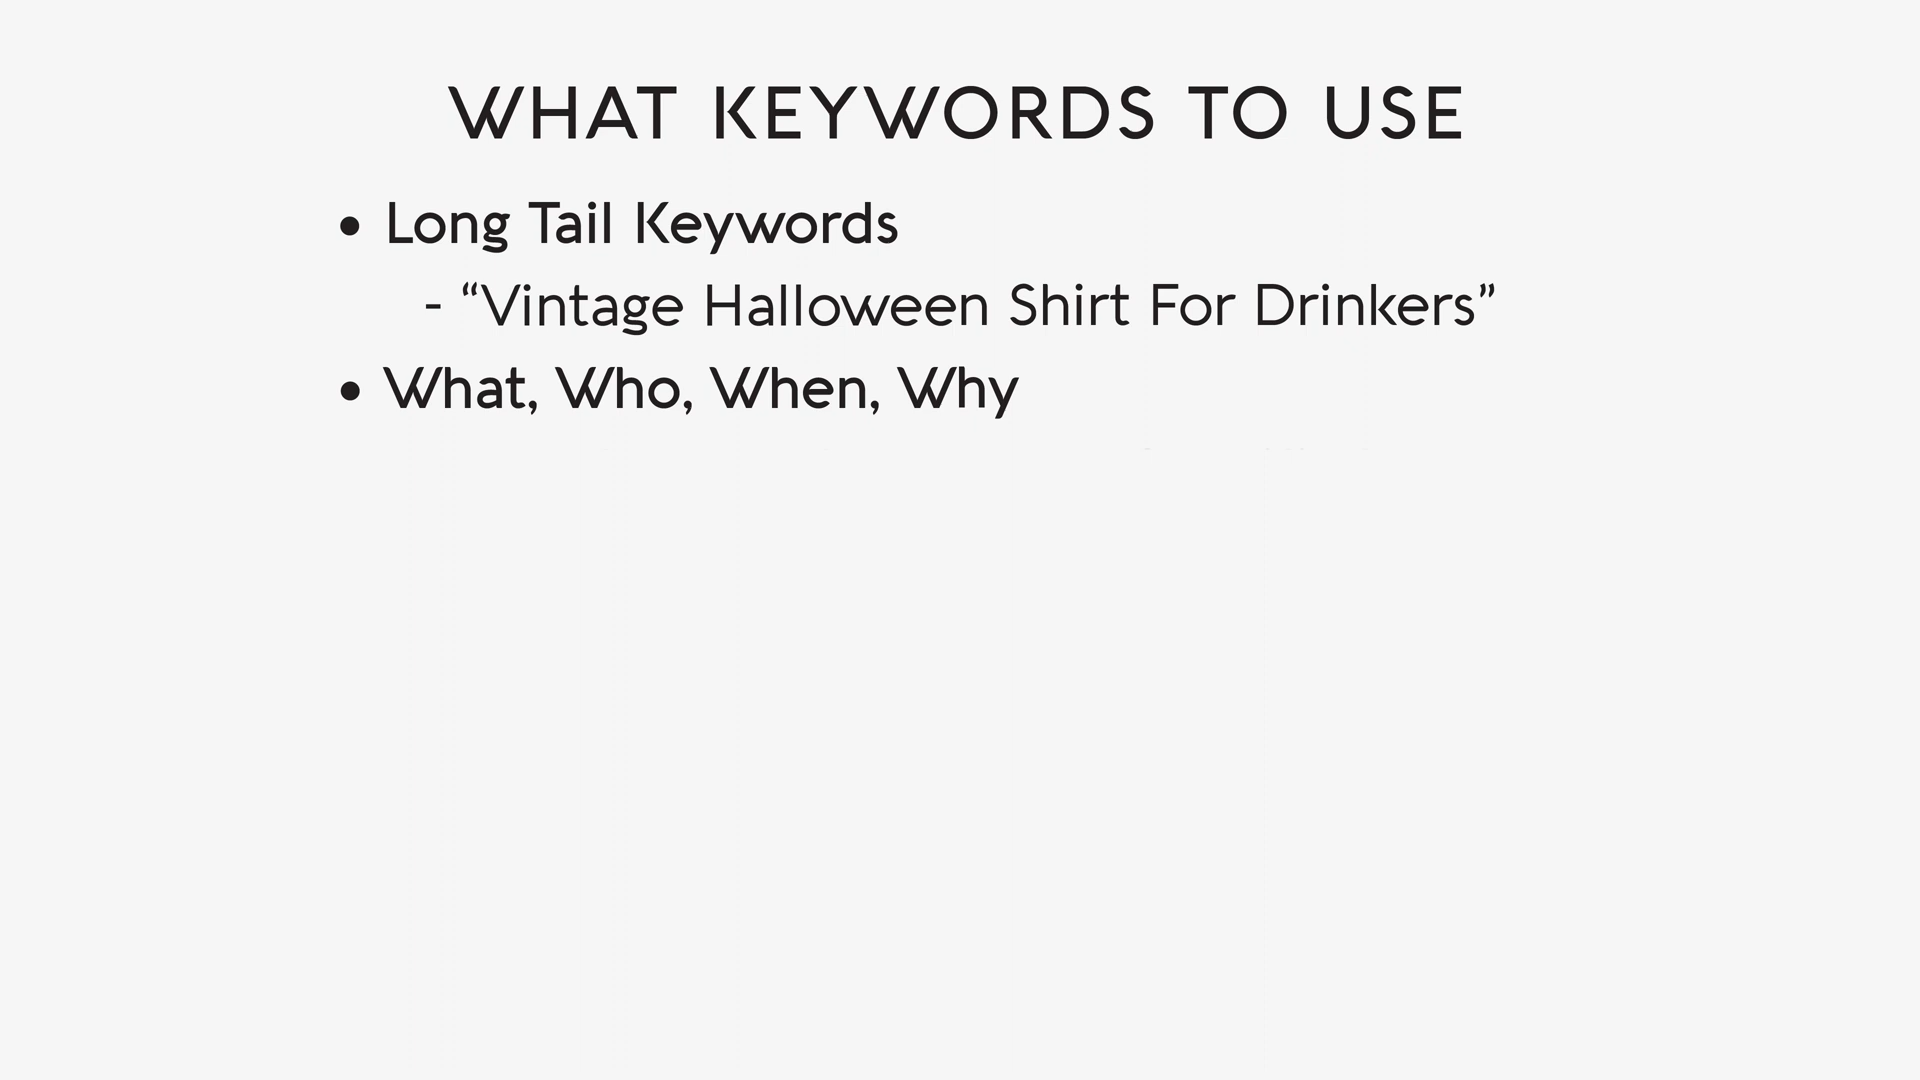 WHAT KEYWORDS TO USE
• Long Tail Keywords
- “Vintage Halloween Shirt For Drinkers”
• What, Who, When, Why